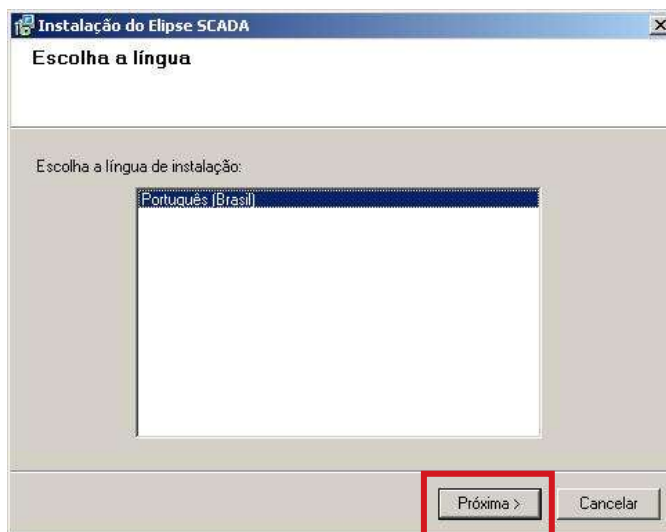 Instalação do Elipse SCADA
Escolha a língua
Escolha a língua de instalação:
Português (Brasil)
Próxima >
Cancelar